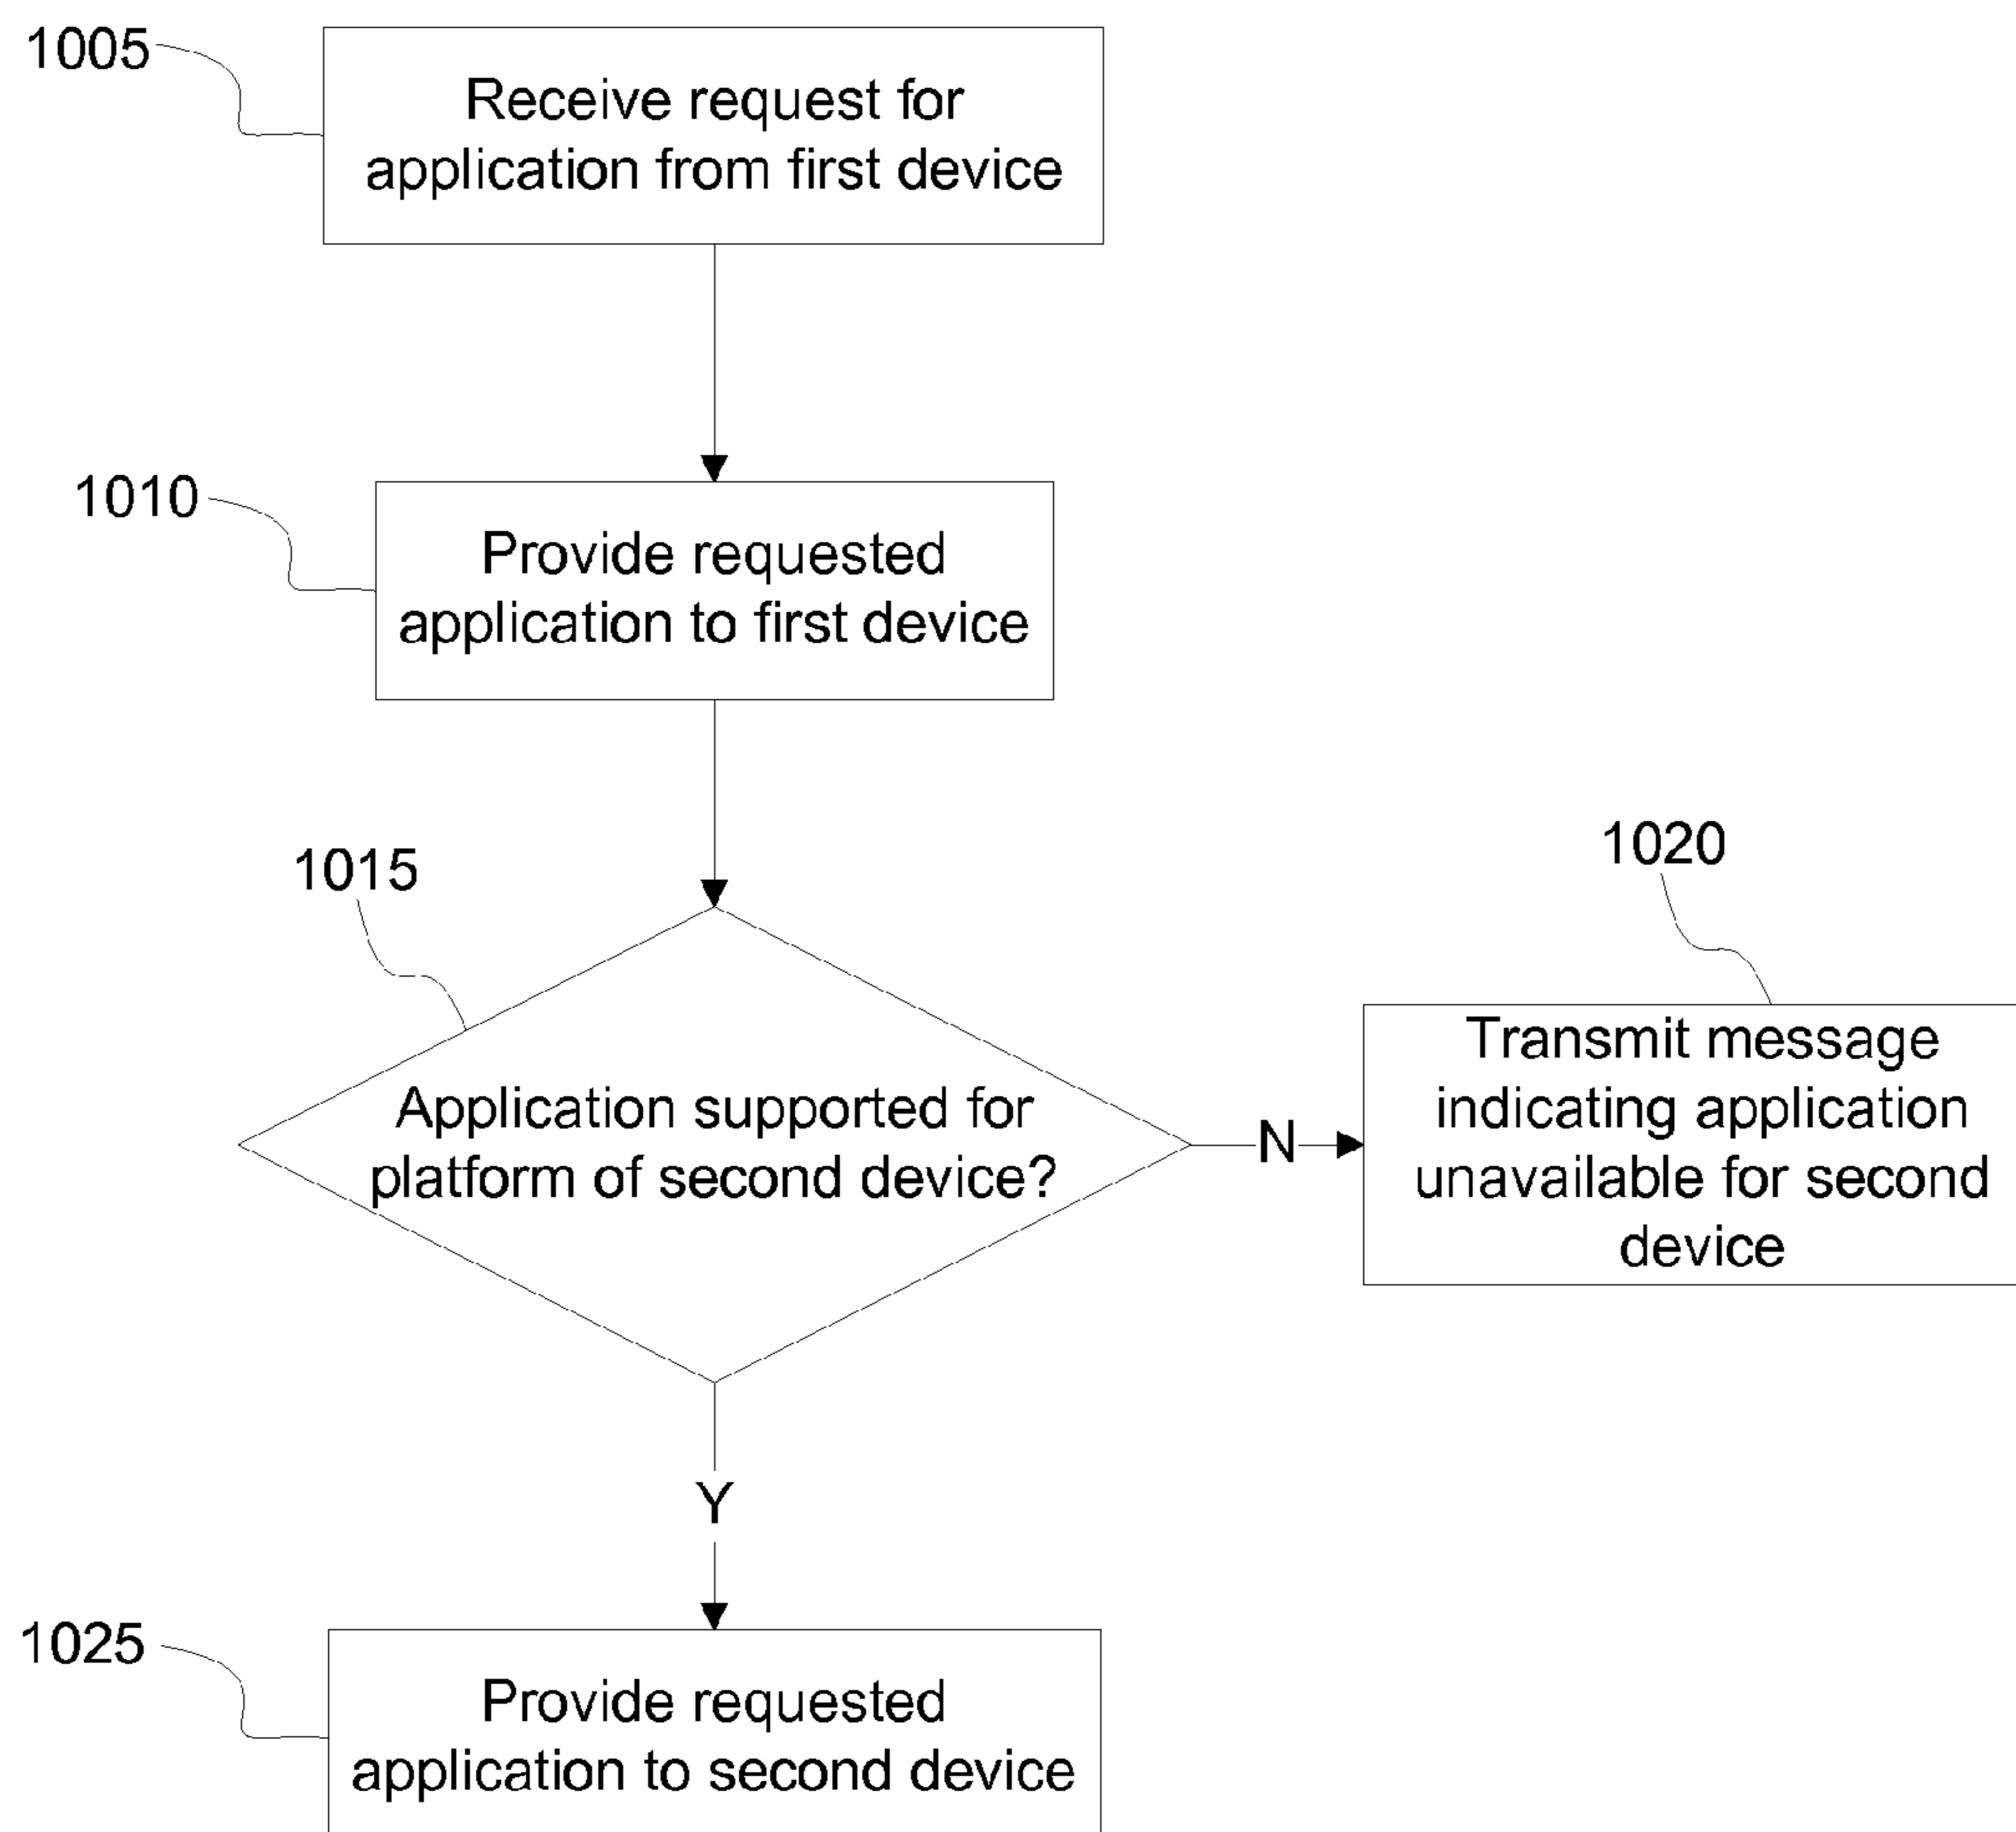 1005
Receive request for
application from first device
1010
Provide requested
application to first device
1015
Application supported for
platform of second device?
N
1020
Transmit message
indicating application
unavailable for second
device
Y
1025
Provide requested
application to second device